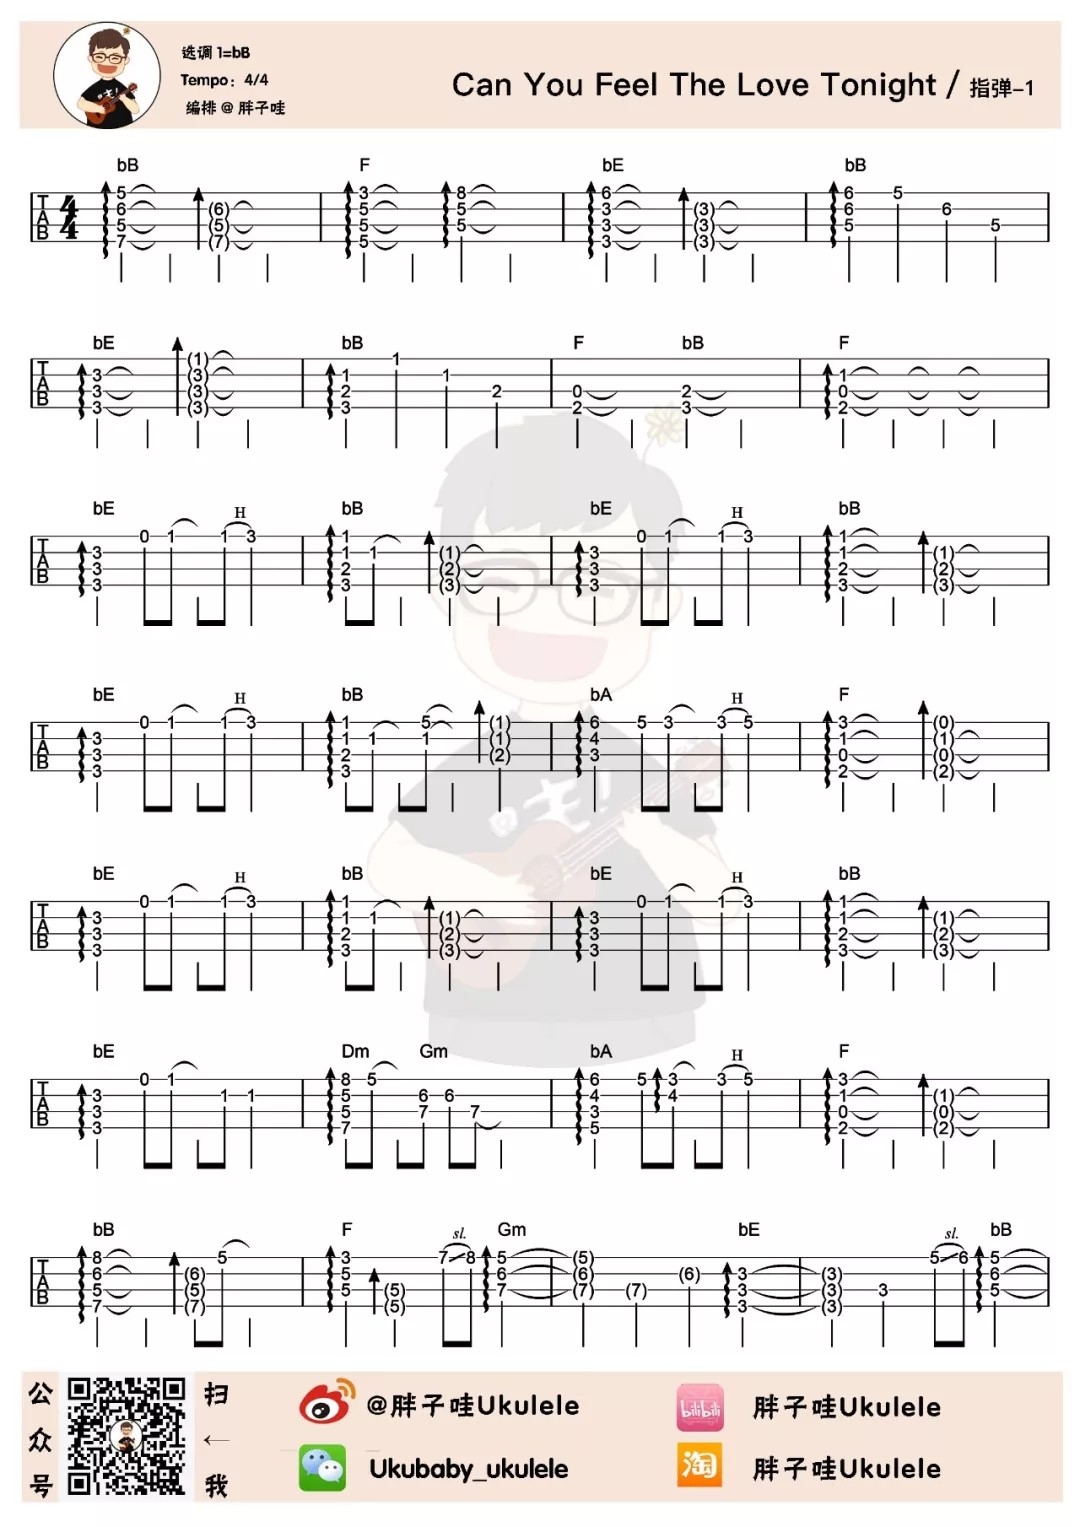 选调 1=bB
Tempo：4/4
编排 @ 胖子哇
Can You Feel The Love Tonight / 指弹-1
bB F bE bB
T A B 4/4 5 6 5 7 (6) (5) (7) 3 5 5 5 8 5 5 6 3 3 3 (3) (3) (3) 6 6 5 5 6 5
bE bB F bB F
T A B 3 3 3 (1) (3) (3) (3) 1 2 3 1 1 2 0 2 2 3 1 0 2
bE H bB bE H bB
T A B 3 3 3 0 1 1 3 1 1 2 3 1 (1) (2) (3) 3 3 3 0 1 1 3 1 1 2 3 (1) (2) (3)
bE H bB bA H F
T A B 3 3 3 0 1 1 3 1 1 2 3 1 5 1 (1) (1) (2) 6 4 3 5 3 3 5 3 1 0 2 (0) (1) (0) (2)
bE H bB bE H bB
T A B 3 3 3 0 1 1 3 1 1 2 3 1 (1) (2) (3) 3 3 3 0 1 1 3 1 1 2 3 (1) (2) (3)
bE Dm Gm bA H F
T A B 3 3 3 0 1 1 1 8 5 5 7 5 6 7 6 7 6 4 3 5 5 3 4 3 5 3 1 0 2 (1) (0) (2)
bB F sl. Gm bE sl. bB
T A B 8 6 5 7 (6) (5) (7) 5 3 5 5 (5) (5) 7 8 5 6 7 (5) (6) (7) (7) (6) 3 3 3 (3) (3) (3) 3 5 6 5 6 5
公众号
扫←我
@胖子哇Ukulele
Ukubaby_ukulele
bilibili
胖子哇Ukulele
淘
胖子哇Ukulele